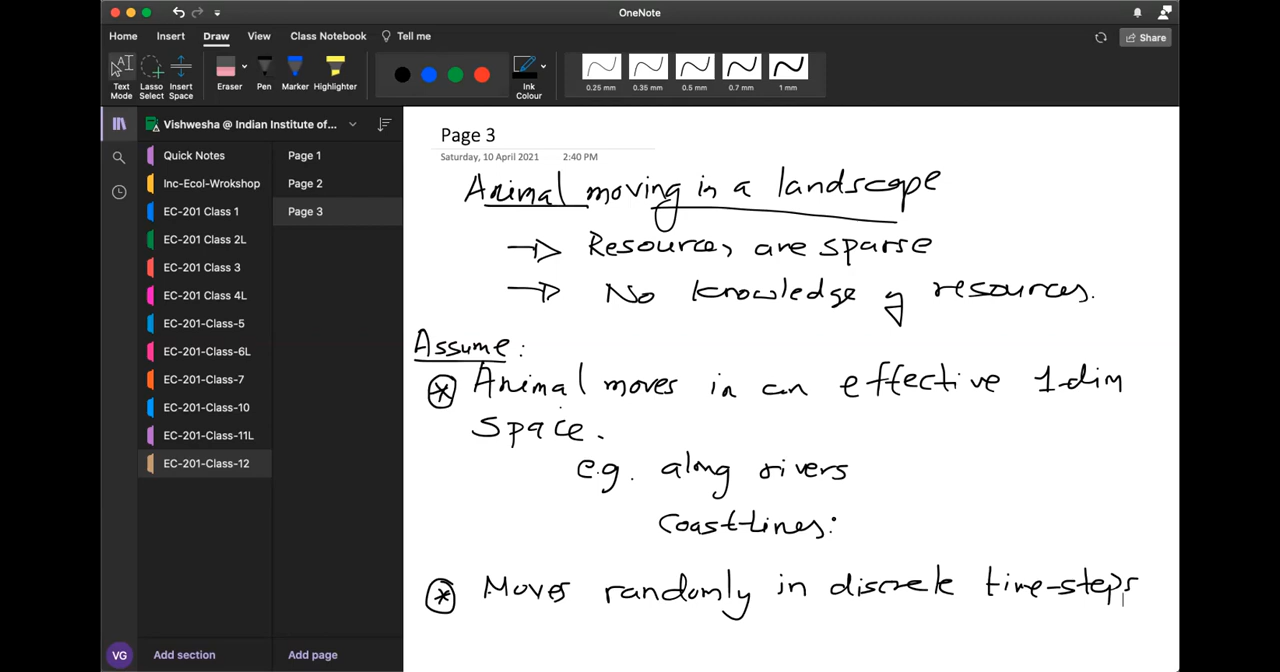 OneNote
Home Insert Draw View Class Notebook Tell me
Share
Text Mode
Lasso Select
Insert Space
Eraser
Pen
Marker
Highlighter
Ink Colour
0.25 mm 0.35 mm 0.5 mm 0.7 mm 1 mm
Vishwesha @ Indian Institute of...
Quick Notes
Inc-Ecol-Wrokshop
EC-201 Class 1
EC-201 Class 2L
EC-201 Class 3
EC-201 Class 4L
EC-201-Class-5
EC-201-Class-6L
EC-201-Class-7
EC-201-Class-10
EC-201-Class-11L
EC-201-Class-12
Page 1
Page 2
Page 3
VG
Add section
Add page
Page 3
Saturday, 10 April 2021 2:40 PM
Animal moving in a landscape
→ Resources are sparse
→ No knowledge of resources.
Assume:
* Animal moves in an effective 1-dim
space.
e.g. along rivers
Coast-lines:
* Moves randomly in discrete time-steps